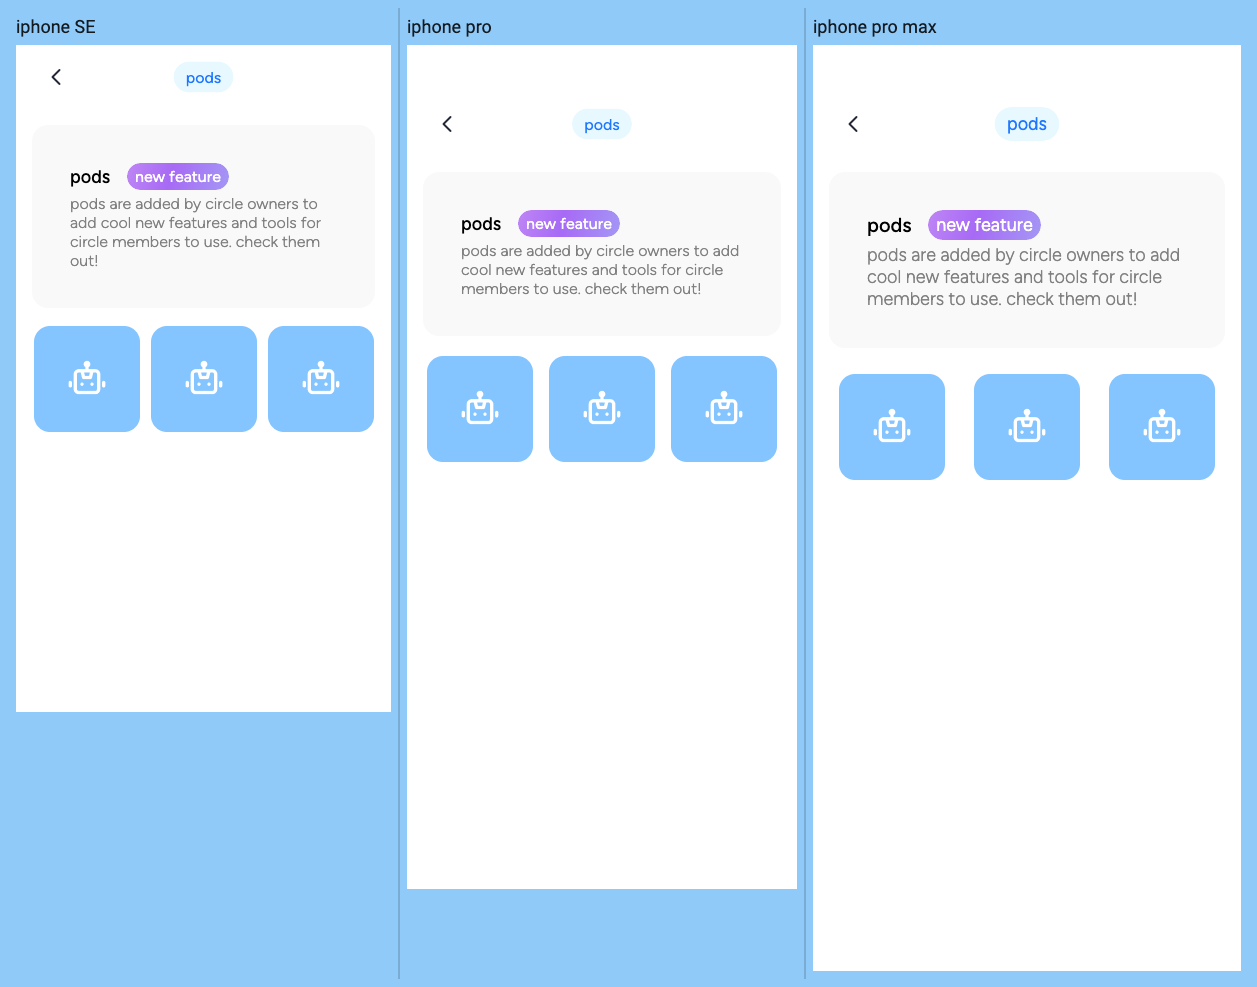 iphone SE
pods
pods new feature
pods are added by circle owners to
add cool new features and tools for
circle members to use. check them
out!
iphone pro
pods
pods new feature
pods are added by circle owners to add
cool new features and tools for circle
members to use. check them out!
iphone pro max
pods
pods new feature
pods are added by circle owners to add
cool new features and tools for circle
members to use. check them out!